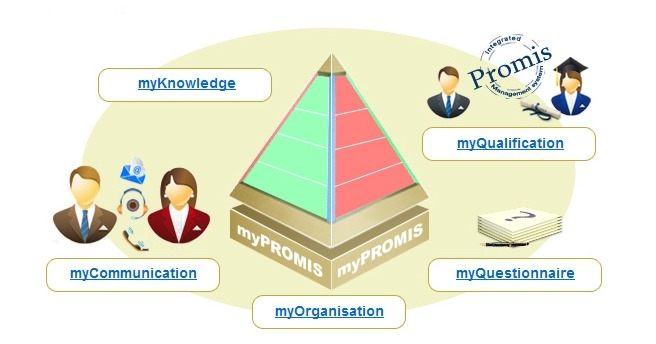 myKnowledge
Integrated
Promis
Management system
myQualification
myPROMIS
myPROMIS
myCommunication
myQuestionnaire
myOrganisation